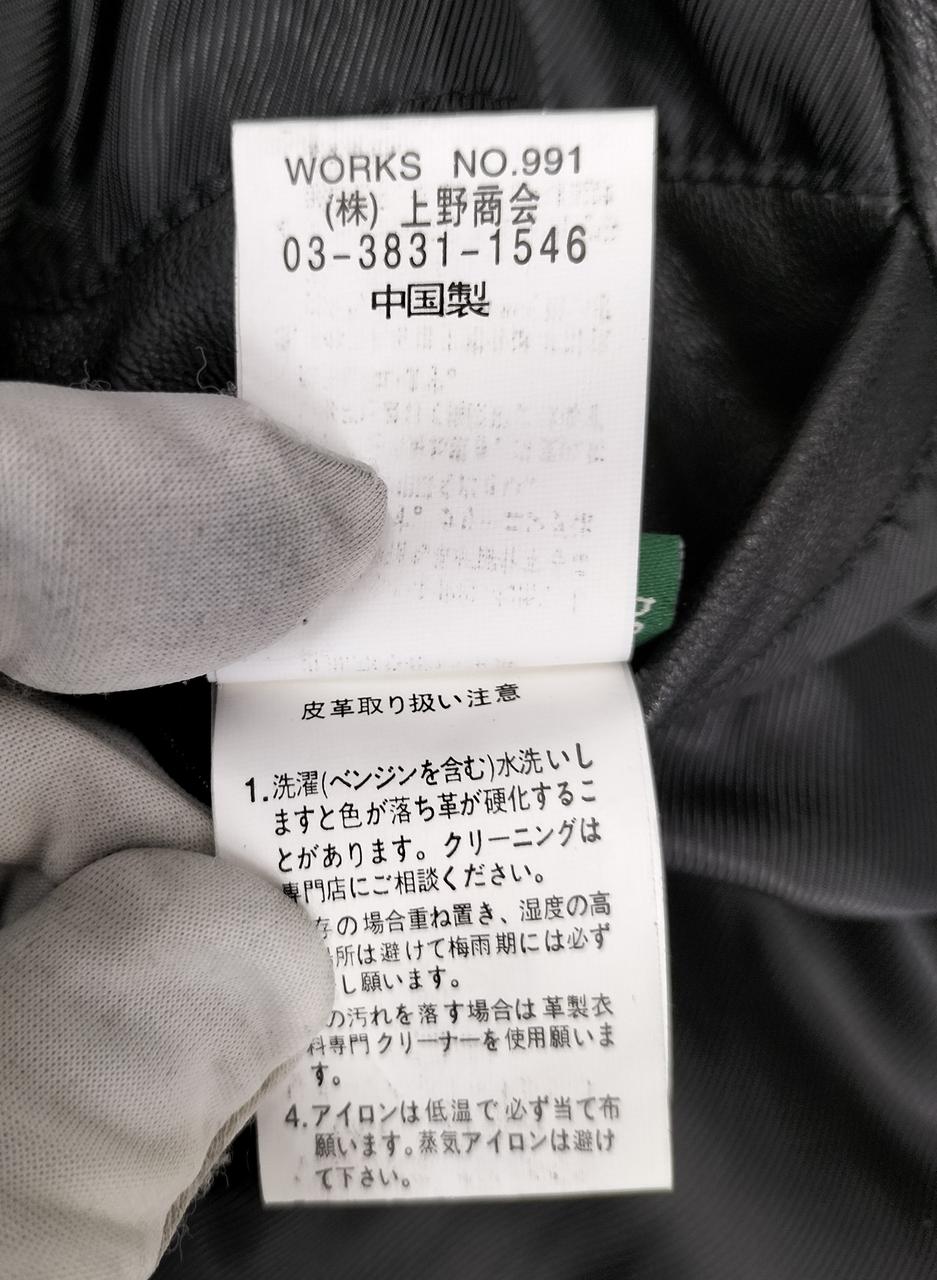 WORKS NO.991
(株) 上野商会
03-3831-1546
中国製
皮革取り扱い注意
1.洗濯(ベンジンを含む)水洗いし
ますと色が落ち革が硬化するこ
とがあります。クリーニングは
専門店にご相談ください。
存の場合重ね置き、湿度の高
所は避けて梅雨期には必ず
し願います。
の汚れを落す場合は革製衣
料専門クリーナーを使用願いま
す。
4.アイロンは低温で必ず当て布
願います。蒸気アイロンは避け
て下さい。